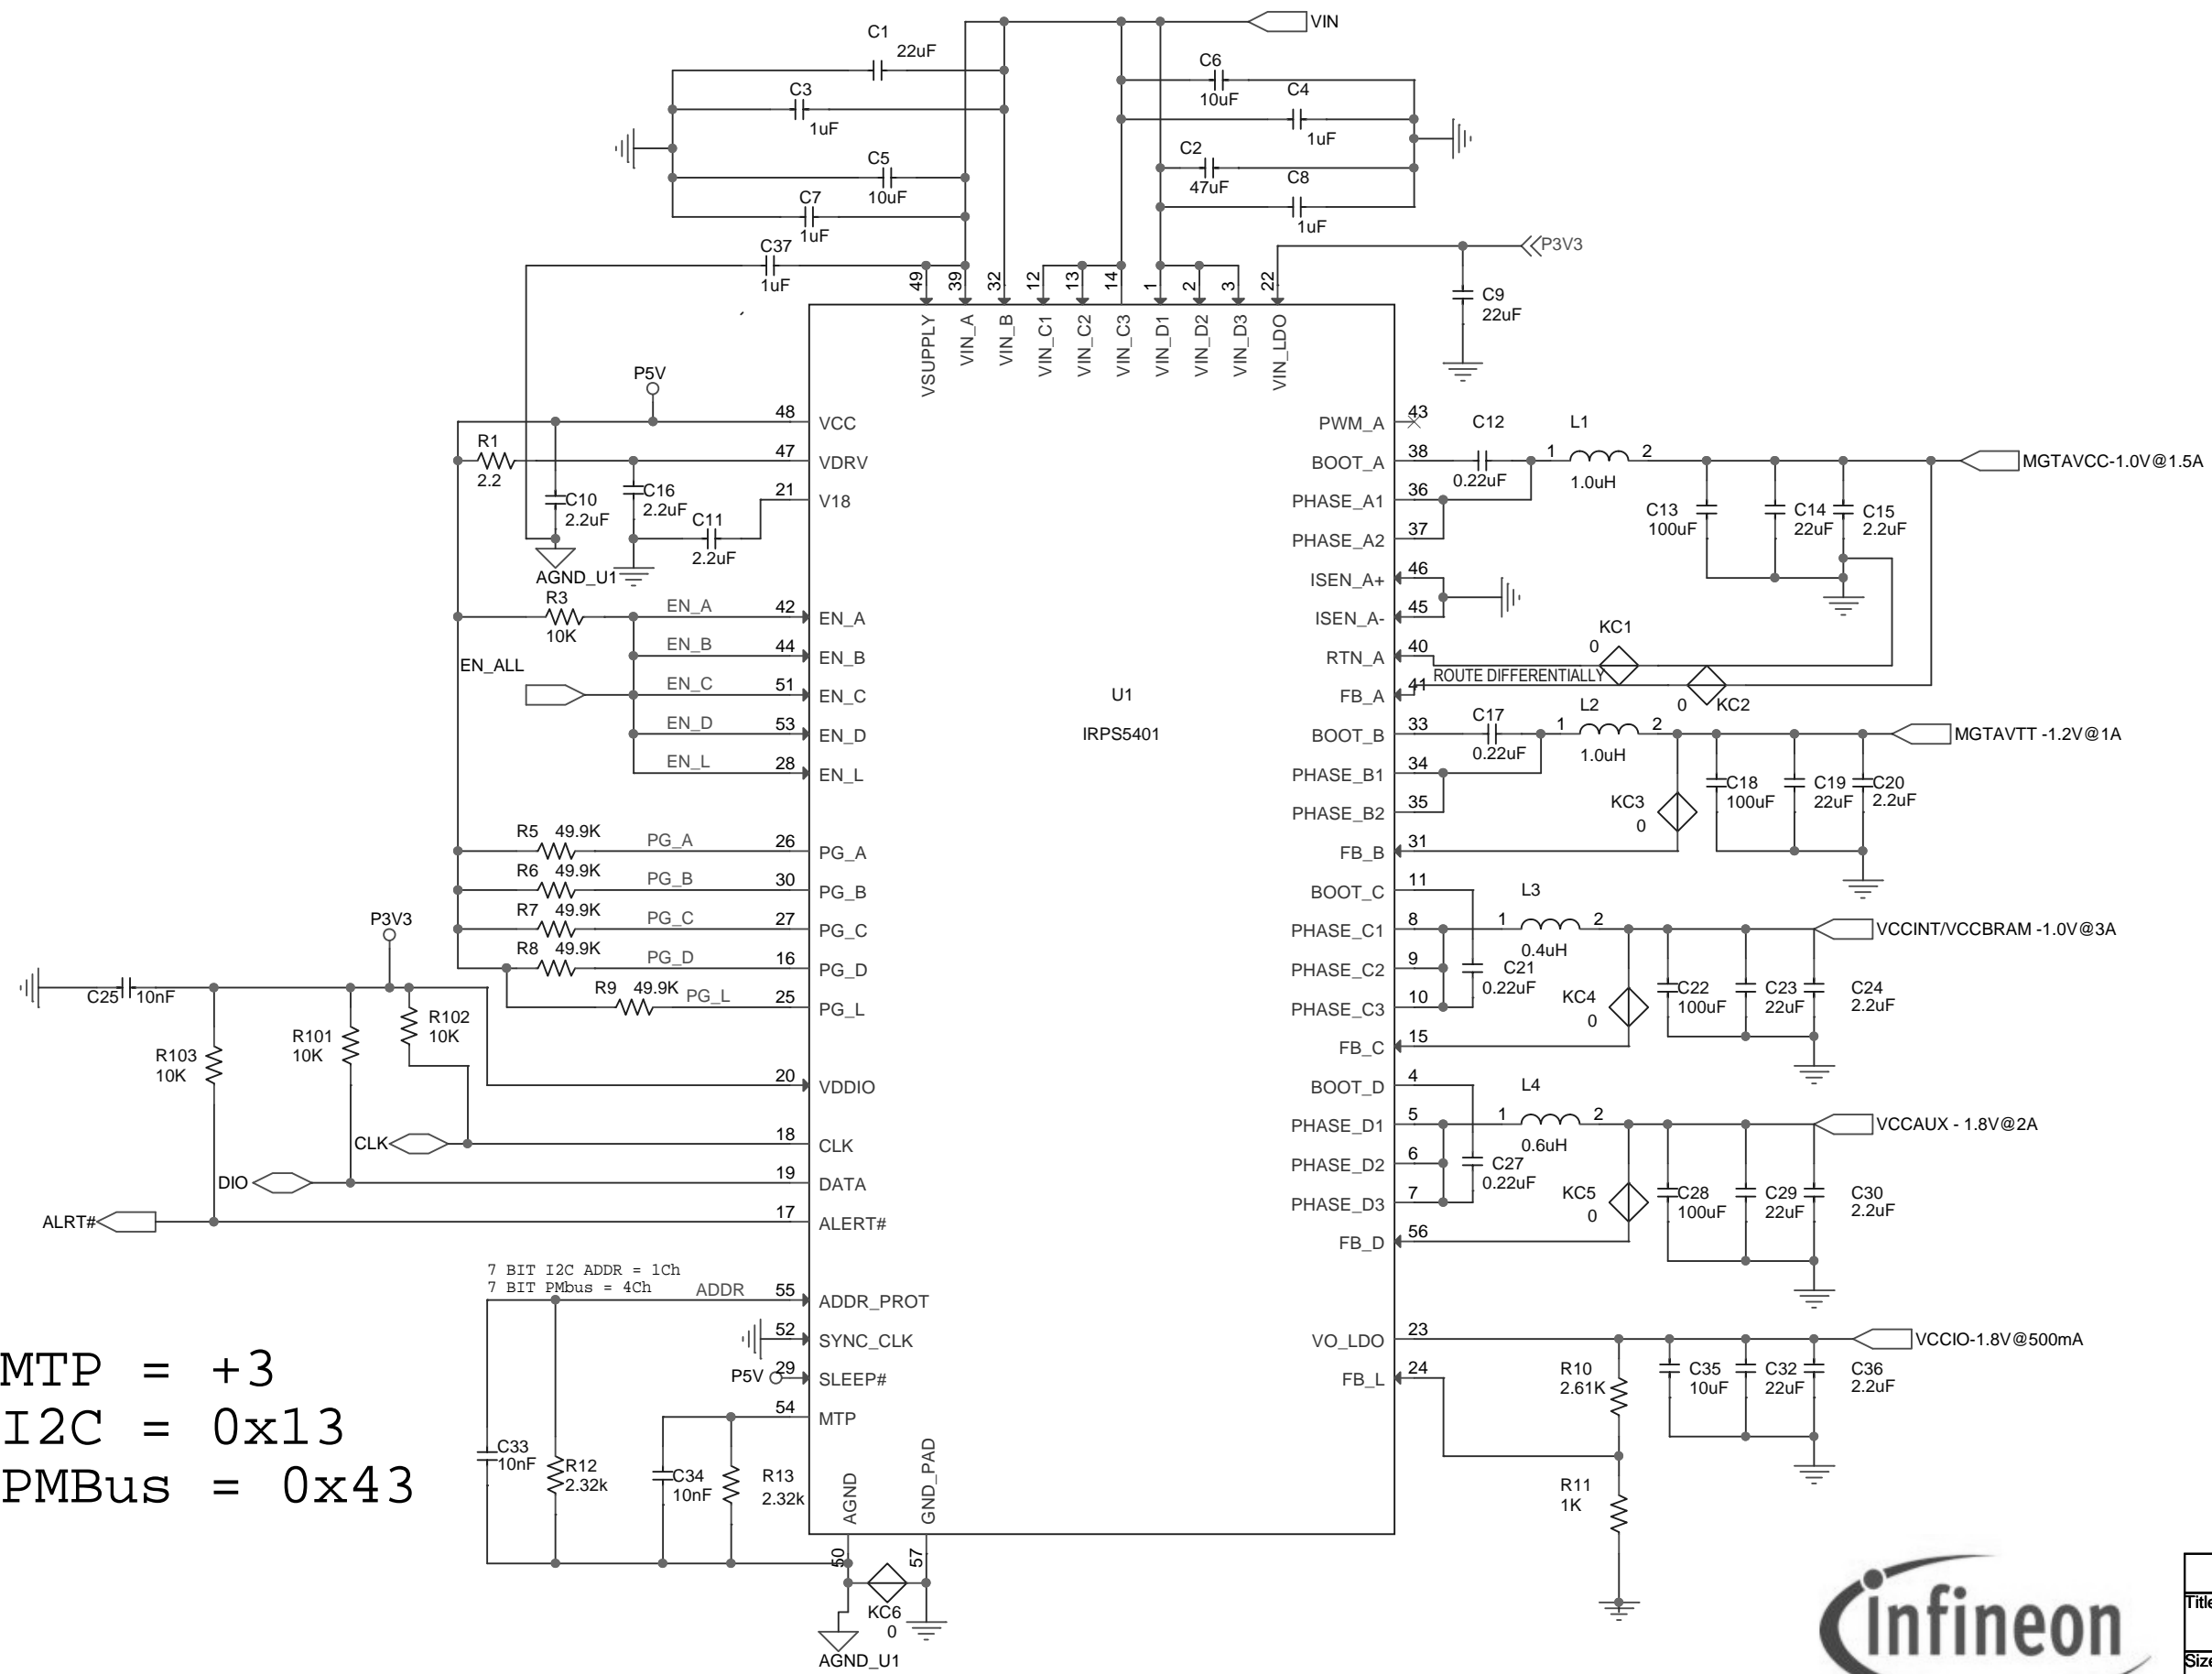 VIN
C1
22uF
C3
1uF
C5
10uF
C7
1uF
C37
1uF
C6
10uF
C4
1uF
C2
47uF
C8
1uF
P3V3
C9
22uF
49
39
32
12
13
14
1
2
3
22
VSUPPLY
VIN_A
VIN_B
VIN_C1
VIN_C2
VIN_C3
VIN_D1
VIN_D2
VIN_D3
VIN_LDO
P5V
48 VCC
R1
2.2
47 VDRV
C10
2.2uF
C16
2.2uF
21 V18
C11
2.2uF
AGND_U1
R3
10K
EN_A 42 EN_A
EN_B 44 EN_B
EN_ALL
EN_C 51 EN_C
EN_D 53 EN_D
EN_L 28 EN_L
R5 49.9K PG_A 26 PG_A
R6 49.9K PG_B 30 PG_B
R7 49.9K PG_C 27 PG_C
R8 49.9K PG_D 16 PG_D
R9 49.9K PG_L 25 PG_L
P3V3
C25 10nF
R103
10K
R101
10K
R102
10K
20 VDDIO
CLK 18 CLK
DIO 19 DATA
ALRT# 17 ALERT#
7 BIT I2C ADDR = 1Ch
7 BIT PMbus = 4Ch
ADDR 55 ADDR_PROT
52 SYNC_CLK
P5V 29 SLEEP#
54 MTP
C33
10nF
R12
2.32k
C34
10nF
R13
2.32k
AGND
GND_PAD
50
57
KC6
0
AGND_U1
MTP = +3
I2C = 0x13
PMBus = 0x43
U1
IRPS5401
PWM_A 43
BOOT_A 38
C12
0.22uF
L1
1 2
1.0uH
MGTAVCC-1.0V@1.5A
PHASE_A1 36
PHASE_A2 37
C13
100uF
C14
22uF
C15
2.2uF
ISEN_A+ 46
ISEN_A- 45
KC1
0
RTN_A 40
ROUTE DIFFERENTIALLY
FB_A 41
0 KC2
BOOT_B 33
C17
0.22uF
L2
1 2
1.0uH
MGTAVTT -1.2V@1A
PHASE_B1 34
PHASE_B2 35
KC3
0
C18
100uF
C19
22uF
C20
2.2uF
FB_B 31
BOOT_C 11
L3
PHASE_C1 8
1 2
0.4uH
VCCINT/VCCBRAM -1.0V@3A
PHASE_C2 9
PHASE_C3 10
C21
0.22uF
KC4
0
C22
100uF
C23
22uF
C24
2.2uF
FB_C 15
BOOT_D 4
L4
PHASE_D1 5
1 2
0.6uH
VCCAUX - 1.8V@2A
PHASE_D2 6
PHASE_D3 7
C27
0.22uF
KC5
0
C28
100uF
C29
22uF
C30
2.2uF
FB_D 56
VO_LDO 23
VCCIO-1.8V@500mA
FB_L 24
R10
2.61K
C35
10uF
C32
22uF
C36
2.2uF
R11
1K
infineon
Title
Size